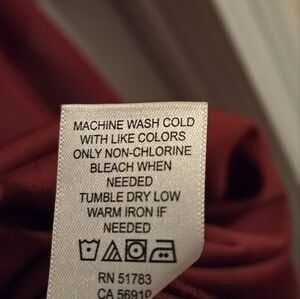 MACHINE WASH COLD
WITH LIKE COLORS
ONLY NON-CHLORINE
BLEACH WHEN
NEEDED
TUMBLE DRY LOW
WARM IRON IF
NEEDED
RN 51783
CA 56910